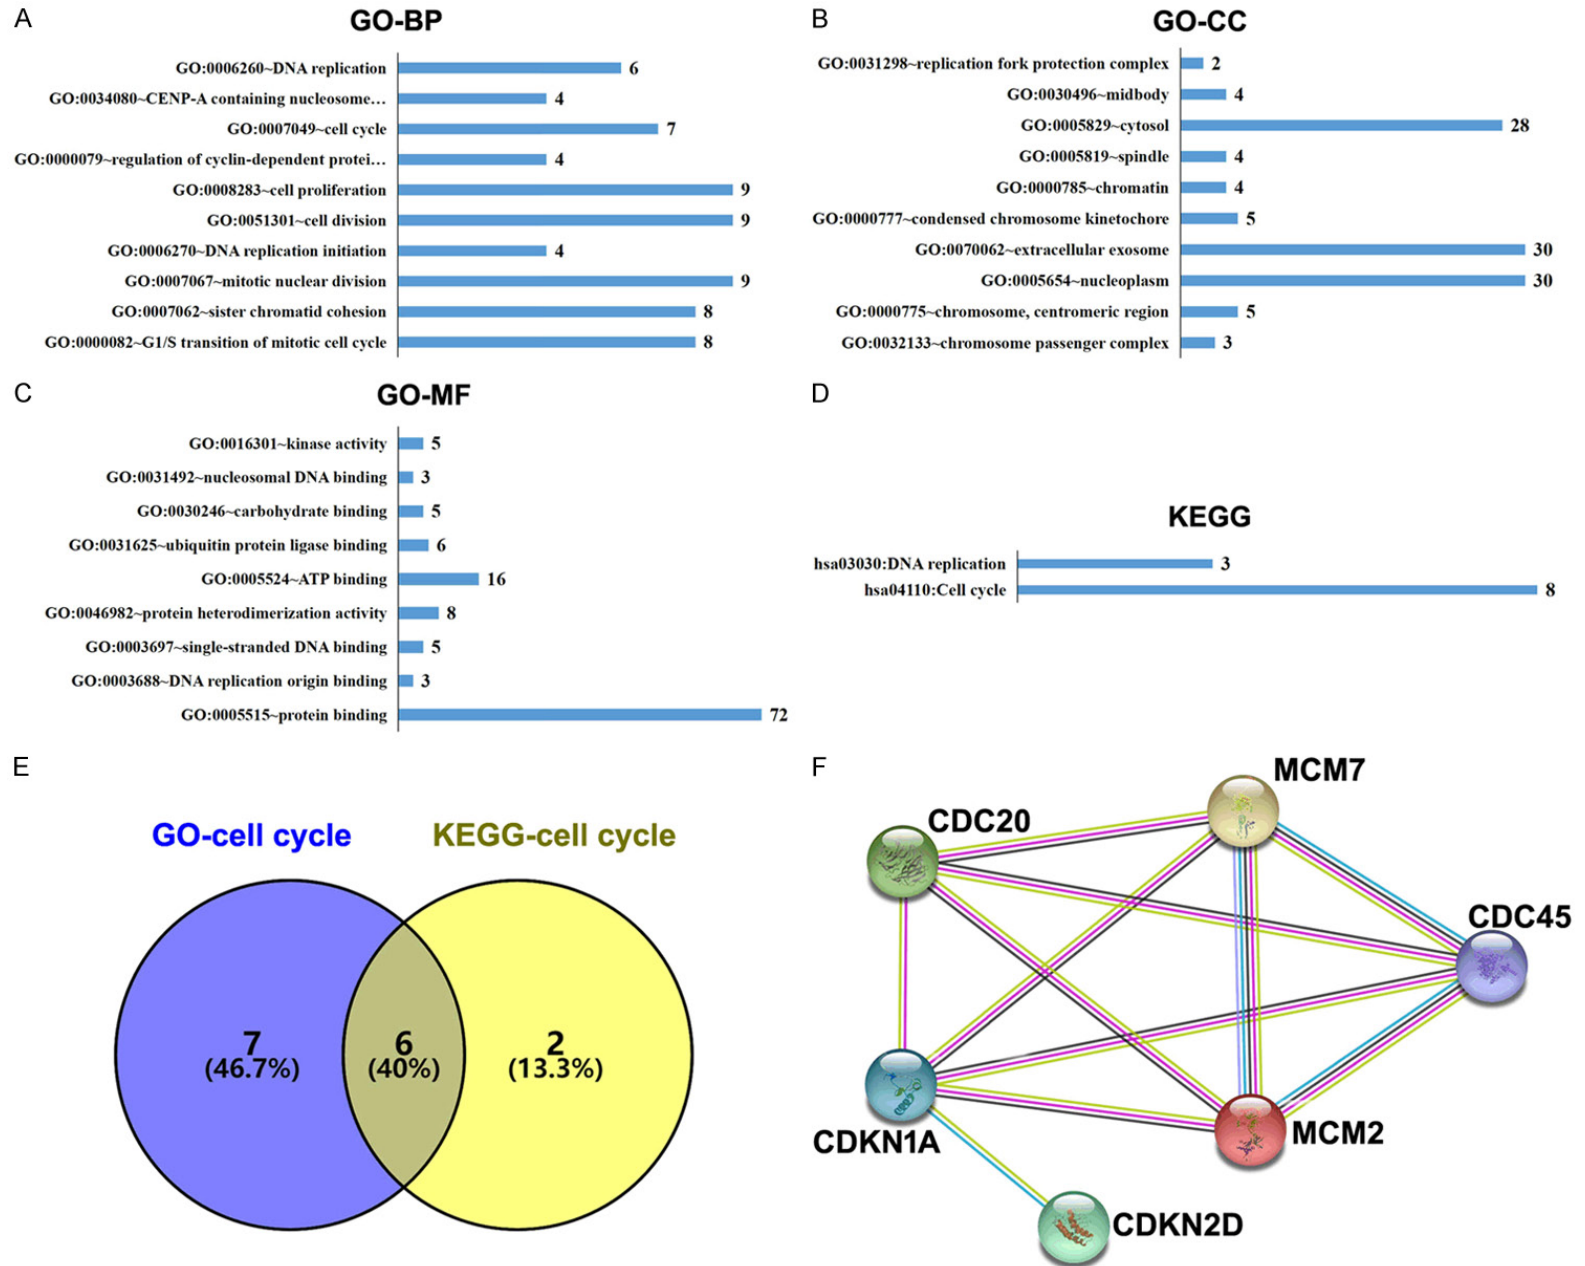 A
GO-BP
GO:0006260~DNA replication 6
GO:0034080~CENP-A containing nucleosome… 4
GO:0007049~cell cycle 7
GO:0000079~regulation of cyclin-dependent protei… 4
GO:0008283~cell proliferation 9
GO:0051301~cell division 9
GO:0006270~DNA replication initiation 4
GO:0007067~mitotic nuclear division 9
GO:0007062~sister chromatid cohesion 8
GO:0000082~G1/S transition of mitotic cell cycle 8
B
GO-CC
GO:0031298~replication fork protection complex 2
GO:0030496~midbody 4
GO:0005829~cytosol 28
GO:0005819~spindle 4
GO:0000785~chromatin 4
GO:0000777~condensed chromosome kinetochore 5
GO:0070062~extracellular exosome 30
GO:0005654~nucleoplasm 30
GO:0000775~chromosome, centromeric region 5
GO:0032133~chromosome passenger complex 3
C
GO-MF
GO:0016301~kinase activity 5
GO:0031492~nucleosomal DNA binding 3
GO:0030246~carbohydrate binding 5
GO:0031625~ubiquitin protein ligase binding 6
GO:0005524~ATP binding 16
GO:0046982~protein heterodimerization activity 8
GO:0003697~single-stranded DNA binding 5
GO:0003688~DNA replication origin binding 3
GO:0005515~protein binding 72
D
KEGG
hsa03030:DNA replication 3
hsa04110:Cell cycle 8
E
GO-cell cycle
KEGG-cell cycle
7
(46.7%)
6
(40%)
2
(13.3%)
F
MCM7
CDC20
CDC45
CDKN1A
MCM2
CDKN2D